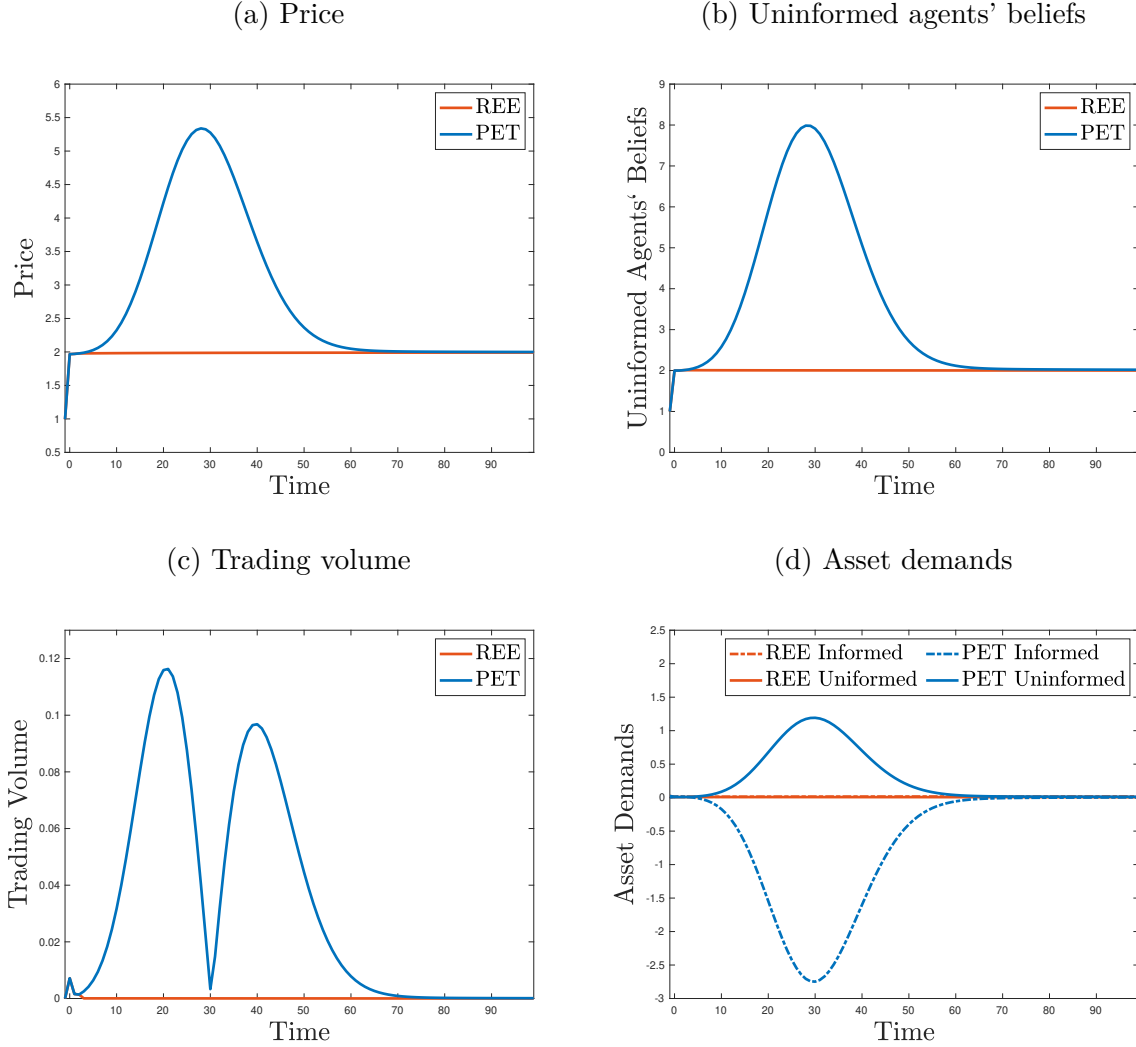 (a) Price
(b) Uninformed agents’ beliefs
6
5.5
5
4.5
4
3.5
3
2.5
2
1.5
1
0.5
Price
REE
PET
0 10 20 30 40 50 60 70 80 90
Time
9
8
7
6
5
4
3
2
1
0
Uninformed Agents‘ Beliefs
REE
PET
0 10 20 30 40 50 60 70 80 90
Time
(c) Trading volume
(d) Asset demands
0.12
0.1
0.08
0.06
0.04
0.02
0
Trading Volume
REE
PET
0 10 20 30 40 50 60 70 80 90
Time
2.5
2
1.5
1
0.5
0
-0.5
-1
-1.5
-2
-2.5
-3
Asset Demands
REE Informed
PET Informed
REE Uniformed
PET Uninformed
0 10 20 30 40 50 60 70 80 90
Time